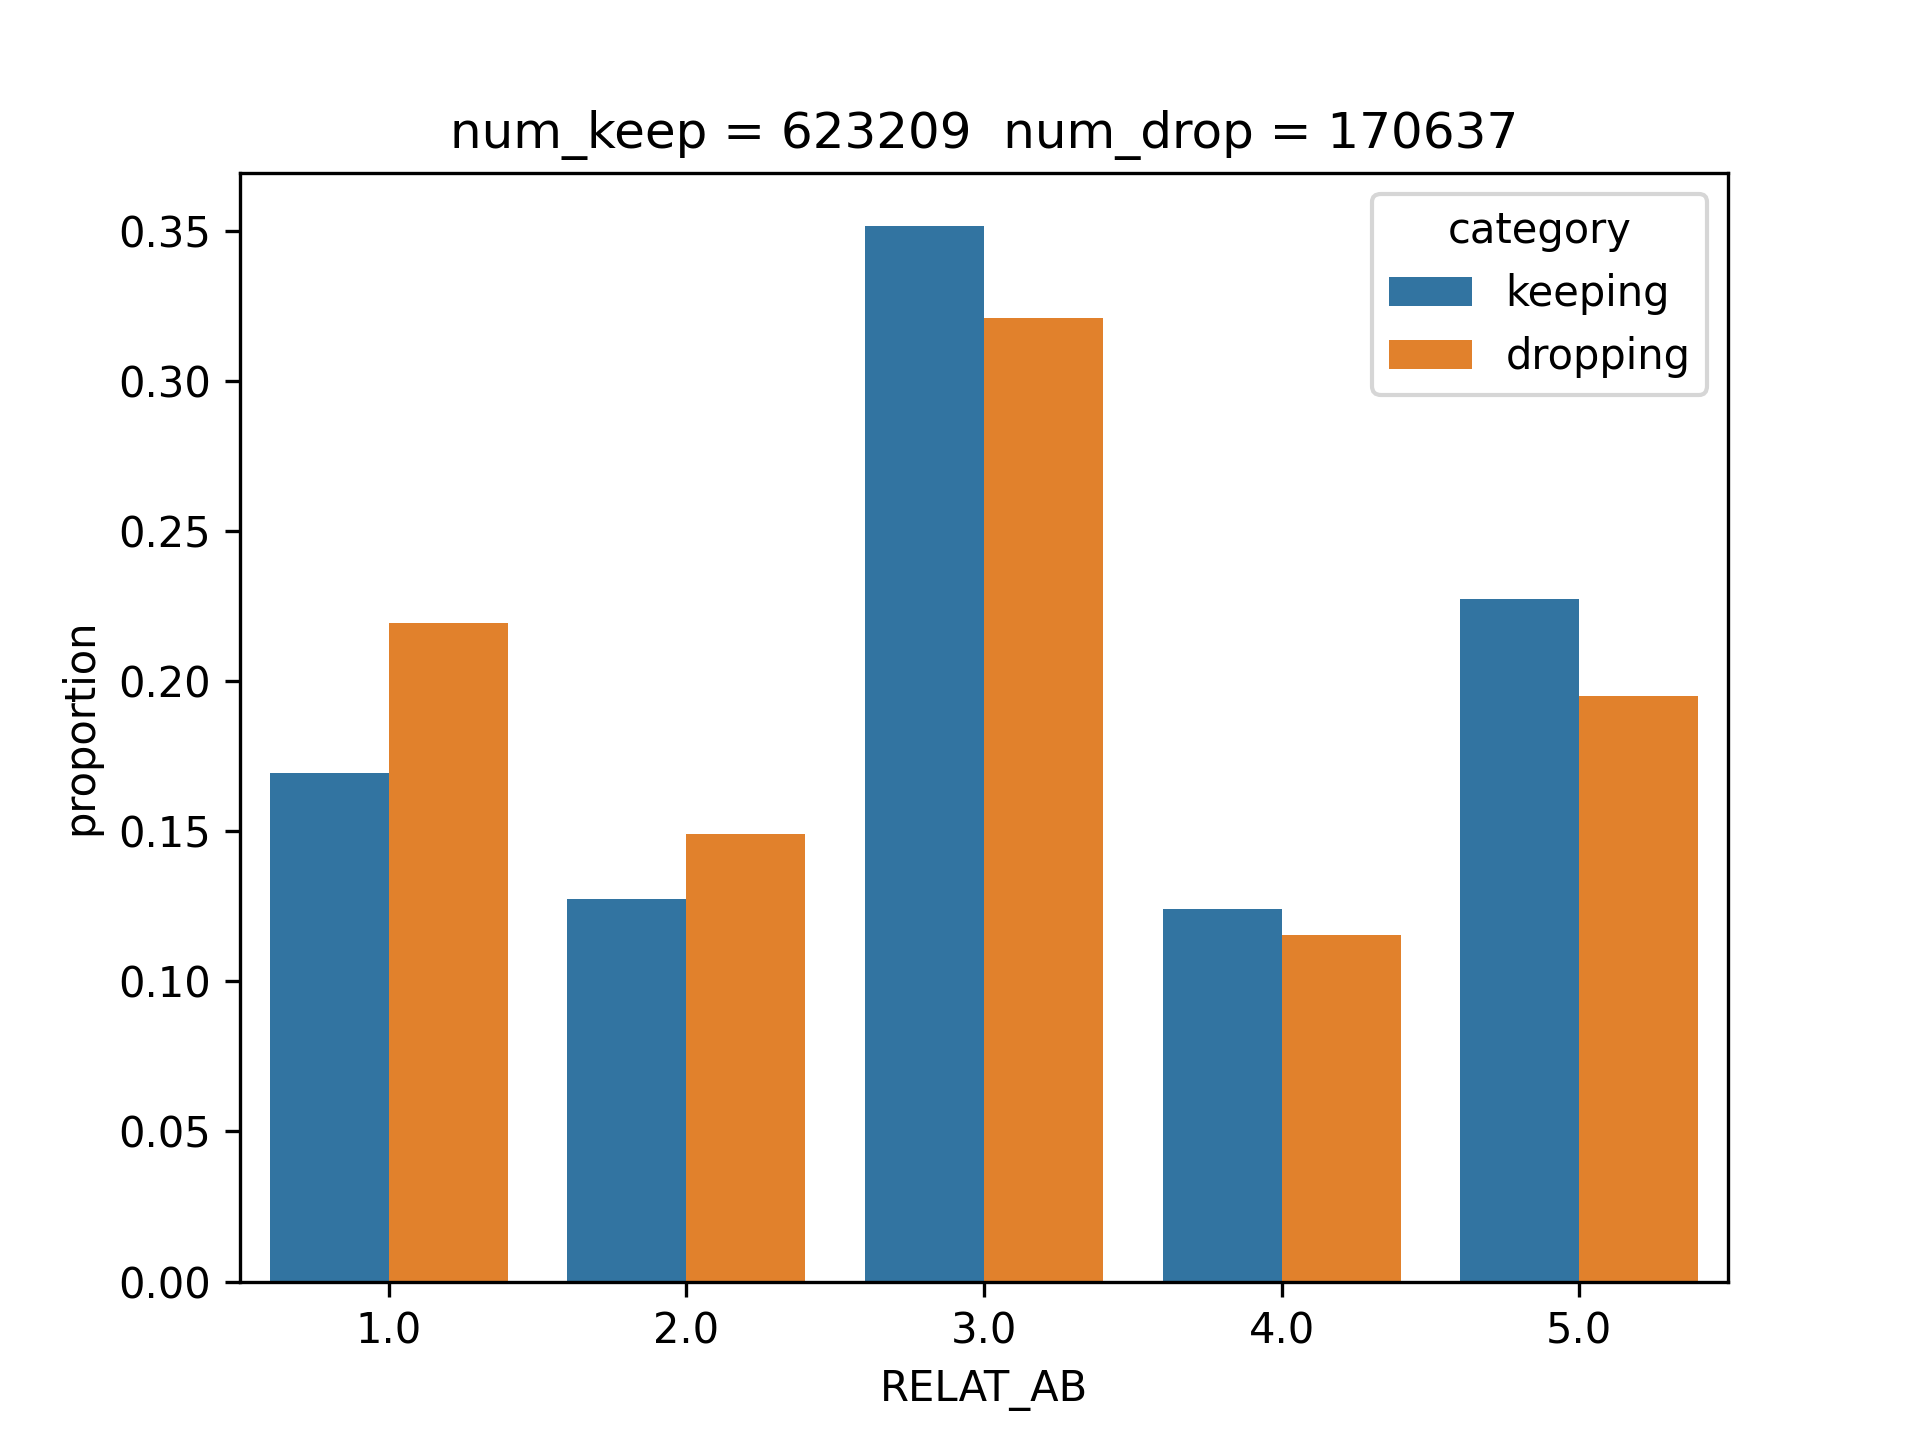 num_keep = 623209  num_drop = 170637
category
keeping
dropping
proportion
0.35
0.30
0.25
0.20
0.15
0.10
0.05
0.00
1.0 2.0 3.0 4.0 5.0
RELAT_AB